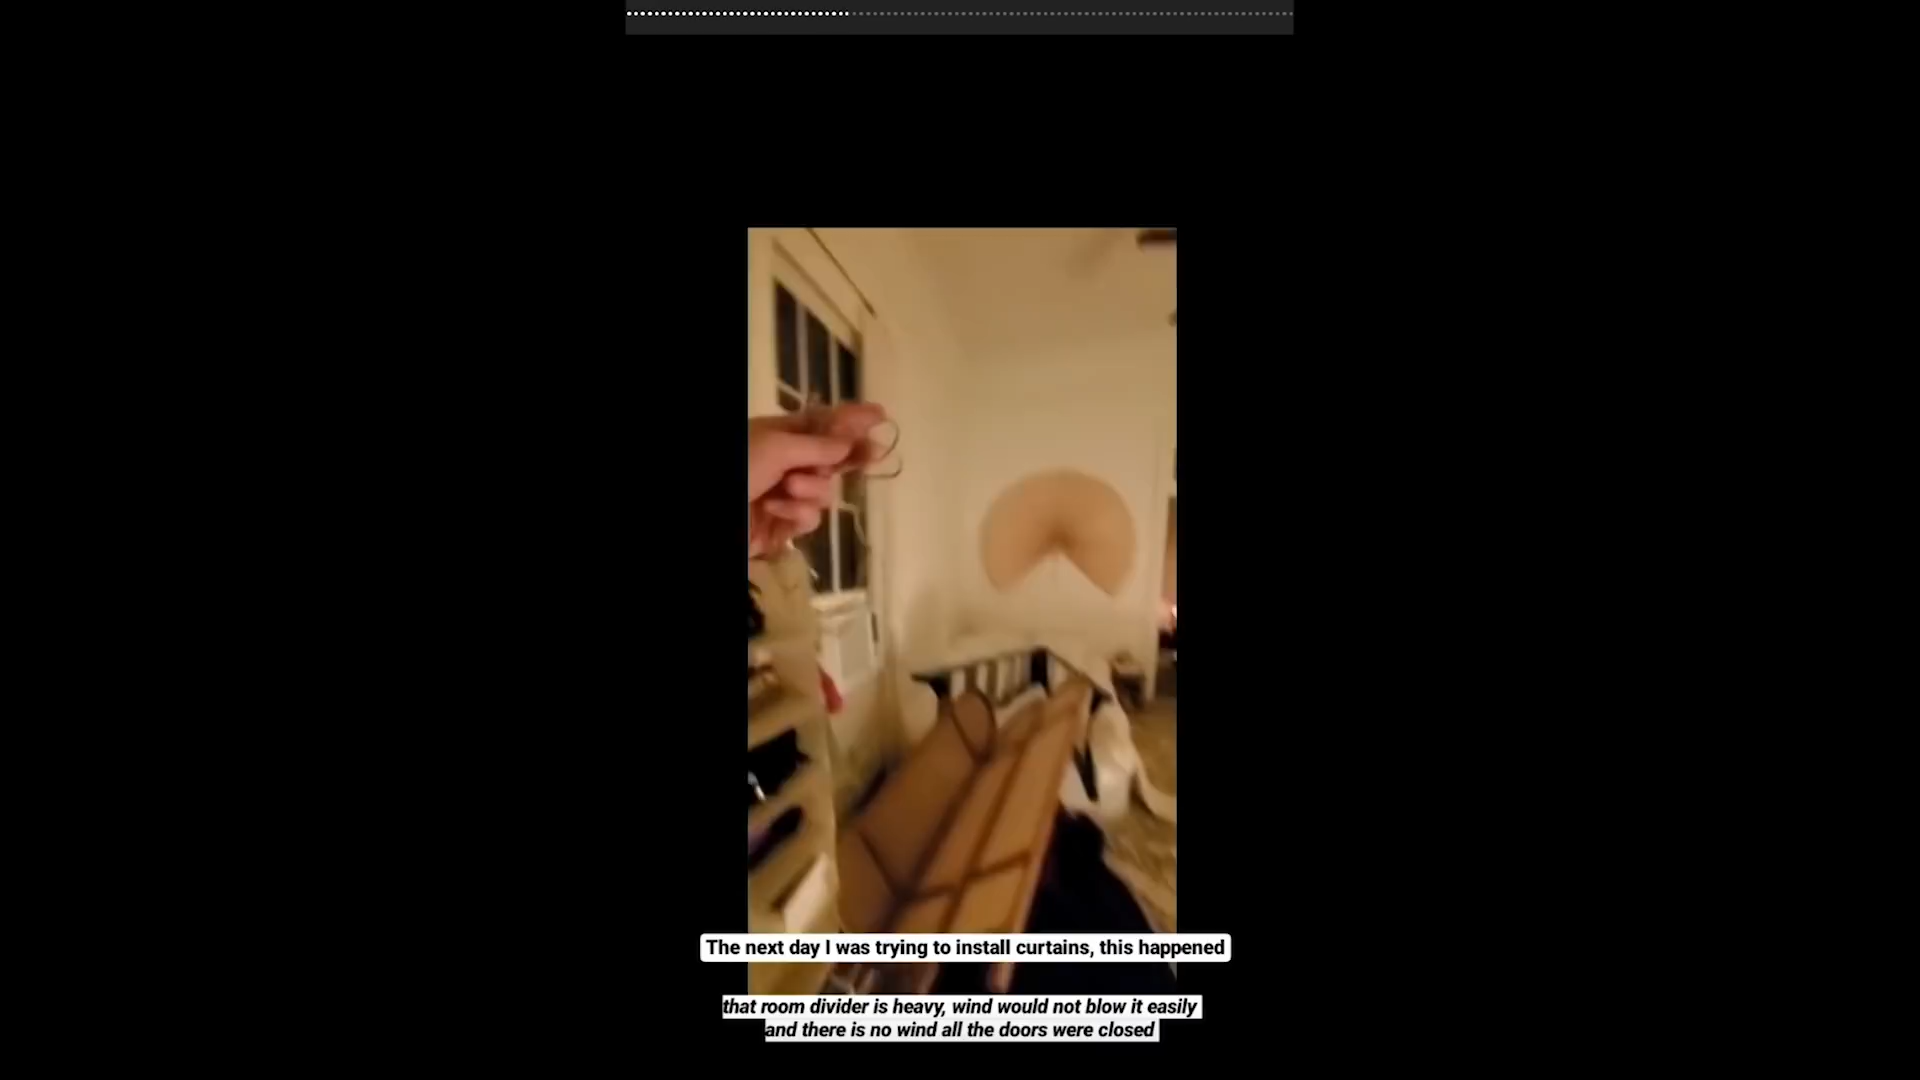 The next day I was trying to install curtains, this happened
that room divider is heavy, wind would not blow it easily
and there is no wind all the doors were closed